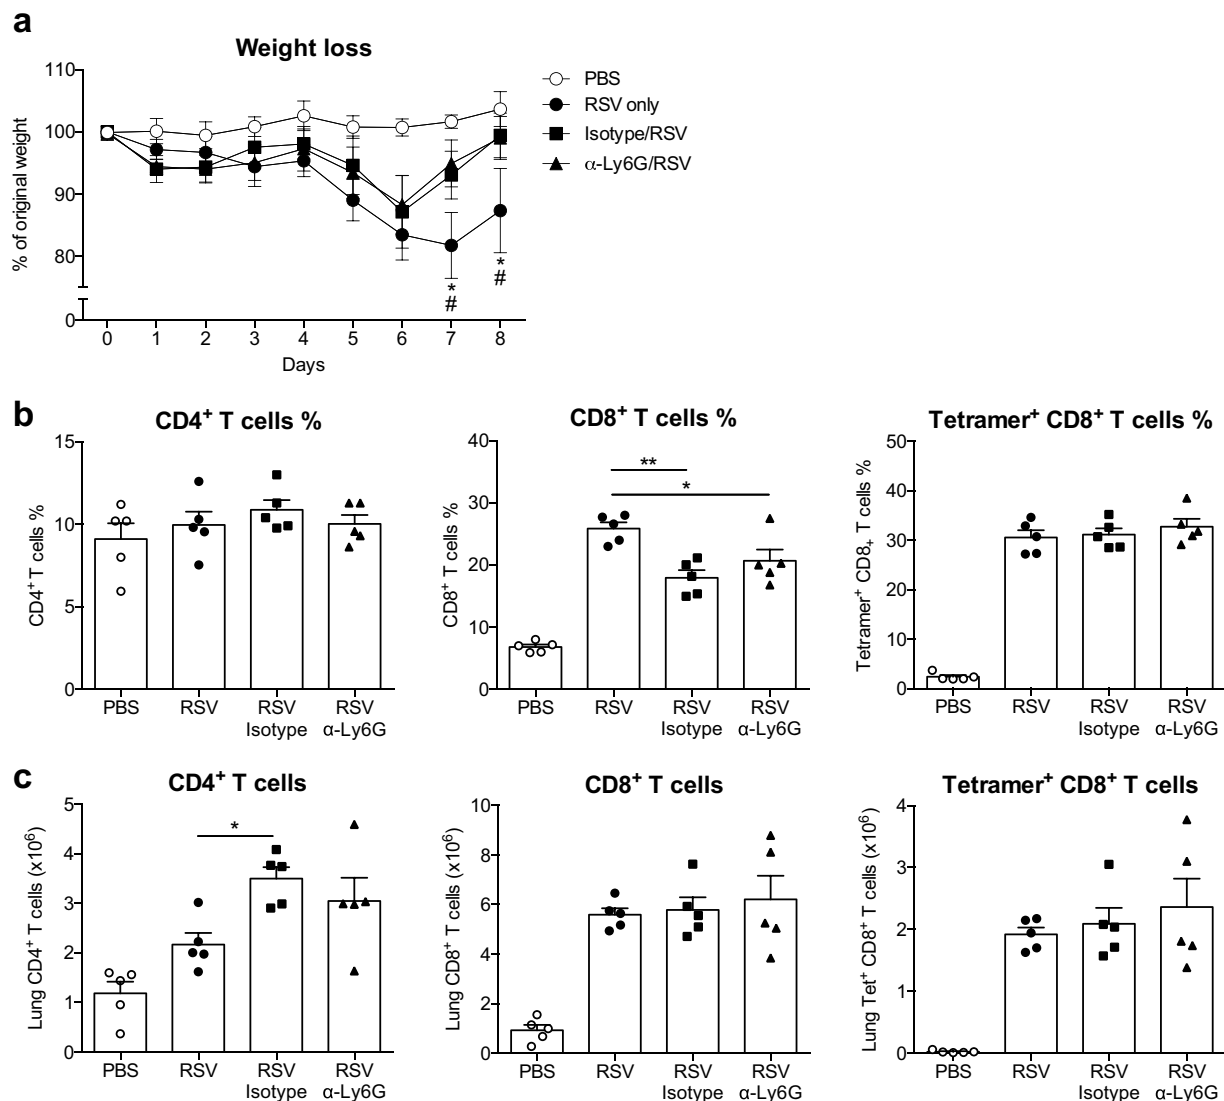 a
Weight loss
110
100
90
80
0
% of original weight
0 1 2 3 4 5 6 7 8
Days
*
#
*
#
PBS
RSV only
Isotype/RSV
α-Ly6G/RSV
b
CD4+ T cells %
15
10
5
0
CD4+ T cells %
PBS RSV RSV RSV
Isotype α-Ly6G
CD8+ T cells %
40
30
20
10
0
CD8+ T cells %
**
*
PBS RSV RSV RSV
Isotype α-Ly6G
Tetramer+ CD8+ T cells %
50
40
30
20
10
0
Tetramer+ CD8+ T cells %
PBS RSV RSV RSV
Isotype α-Ly6G
c
CD4+ T cells
5
4
3
2
1
0
Lung CD4+ T cells (x10^6)
*
PBS RSV RSV RSV
Isotype α-Ly6G
CD8+ T cells
10
8
6
4
2
0
Lung CD8+ T cells (x10^6)
PBS RSV RSV RSV
Isotype α-Ly6G
Tetramer+ CD8+ T cells
4
3
2
1
0
Lung Tet+ CD8+ T cells (x10^6)
PBS RSV RSV RSV
Isotype α-Ly6G